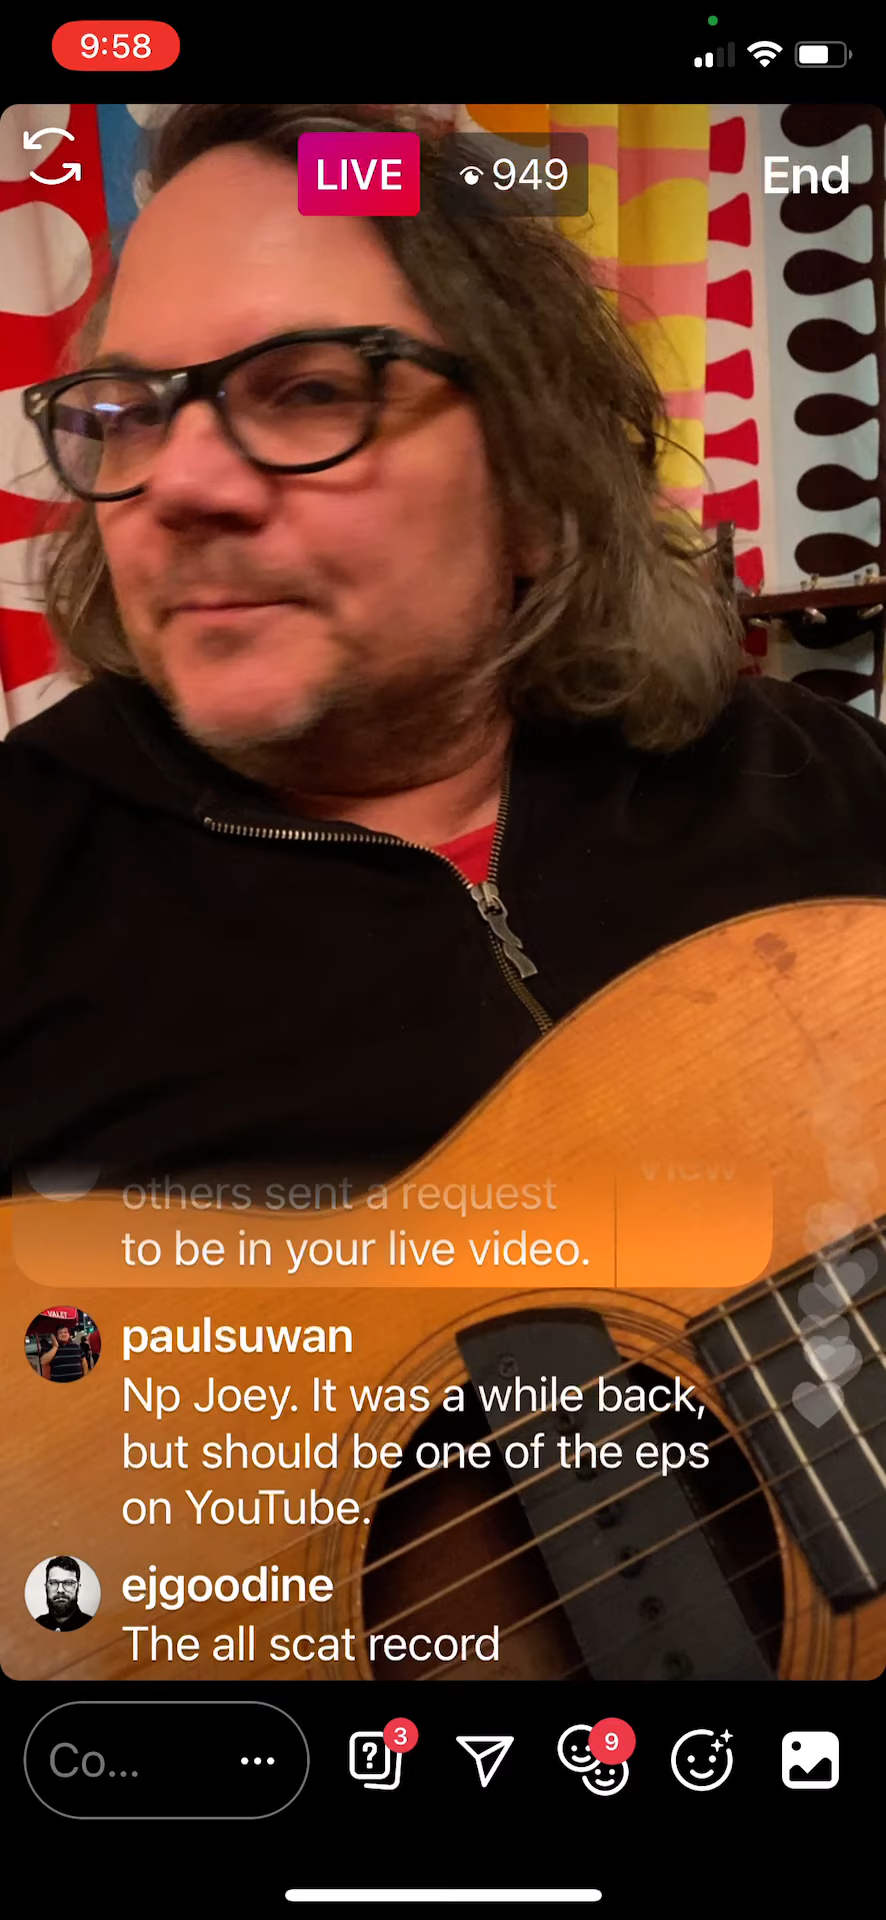 9:58
LIVE
949
End
View
others sent a request
to be in your live video.
VALET
paulsuwan
Np Joey. It was a while back,
but should be one of the eps
on YouTube.
ejgoodine
The all scat record
Co...
3
9